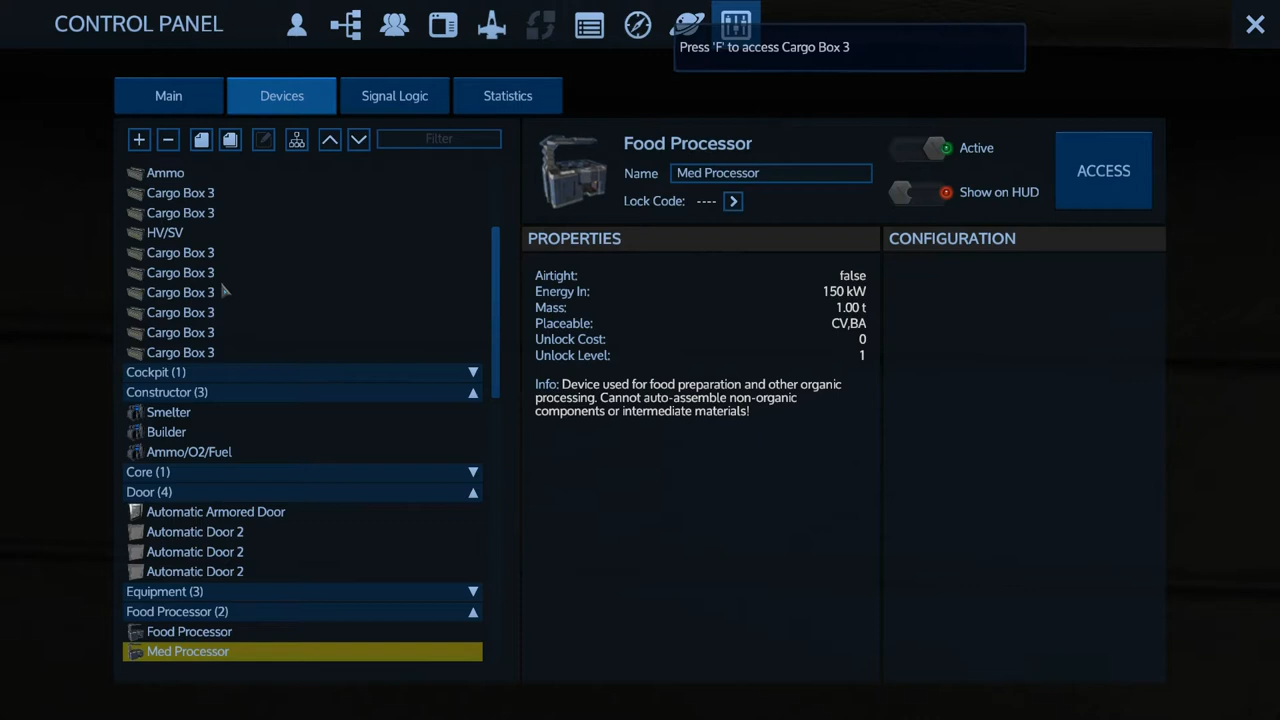 CONTROL PANEL
Press 'F' to access Cargo Box 3
Main
Devices
Signal Logic
Statistics
Filter
Ammo
Cargo Box 3
Cargo Box 3
HV/SV
Cargo Box 3
Cargo Box 3
Cargo Box 3
Cargo Box 3
Cargo Box 3
Cargo Box 3
Cockpit (1)
Constructor (3)
Smelter
Builder
Ammo/O2/Fuel
Core (1)
Door (4)
Automatic Armored Door
Automatic Door 2
Automatic Door 2
Automatic Door 2
Equipment (3)
Food Processor (2)
Food Processor
Med Processor
Food Processor
Name Med Processor
Lock Code: ----
Active
Show on HUD
ACCESS
PROPERTIES
Airtight: false
Energy In: 150 kW
Mass: 1.00 t
Placeable: CV,BA
Unlock Cost: 0
Unlock Level: 1
Info: Device used for food preparation and other organic
processing. Cannot auto-assemble non-organic
components or intermediate materials!
CONFIGURATION